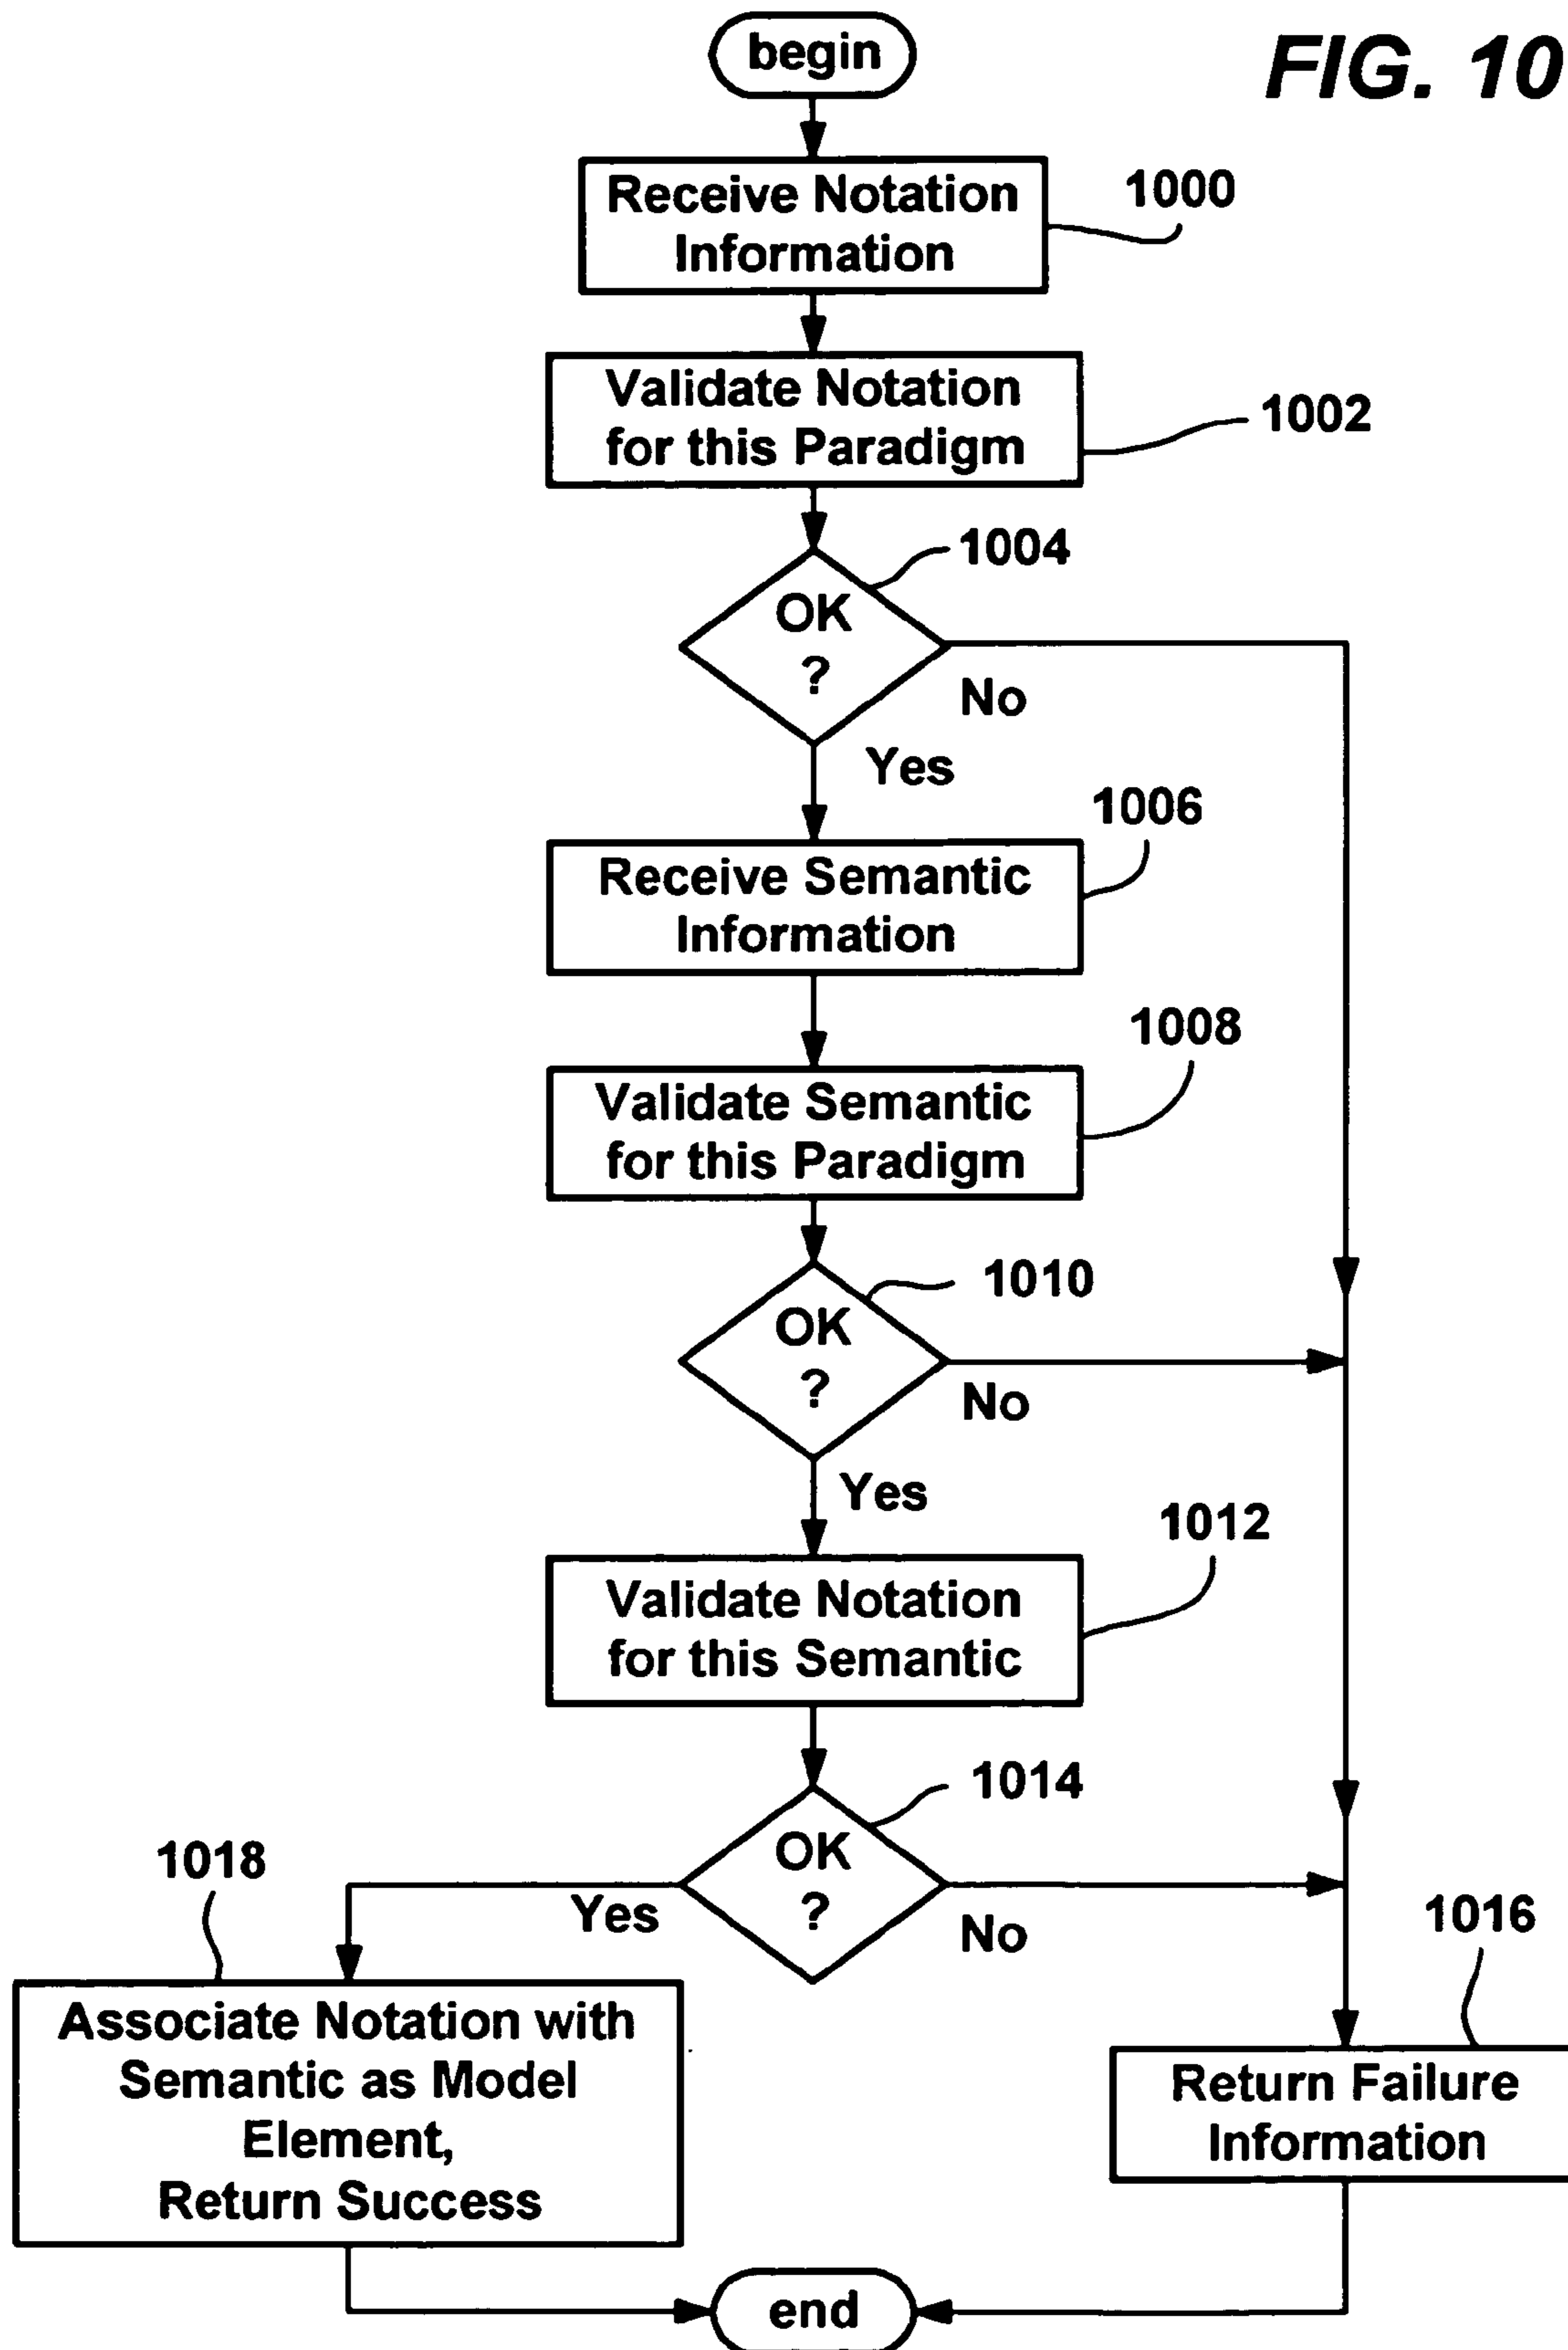 begin
FIG. 10
Receive Notation
Information
1000
Validate Notation
for this Paradigm
1002
1004
OK
?
No
Yes
1006
Receive Semantic
Information
1008
Validate Semantic
for this Paradigm
1010
OK
?
No
Yes
1012
Validate Notation
for this Semantic
1014
OK
?
Yes
No
1018
1016
Associate Notation with
Semantic as Model
Element,
Return Success
Return Failure
Information
end